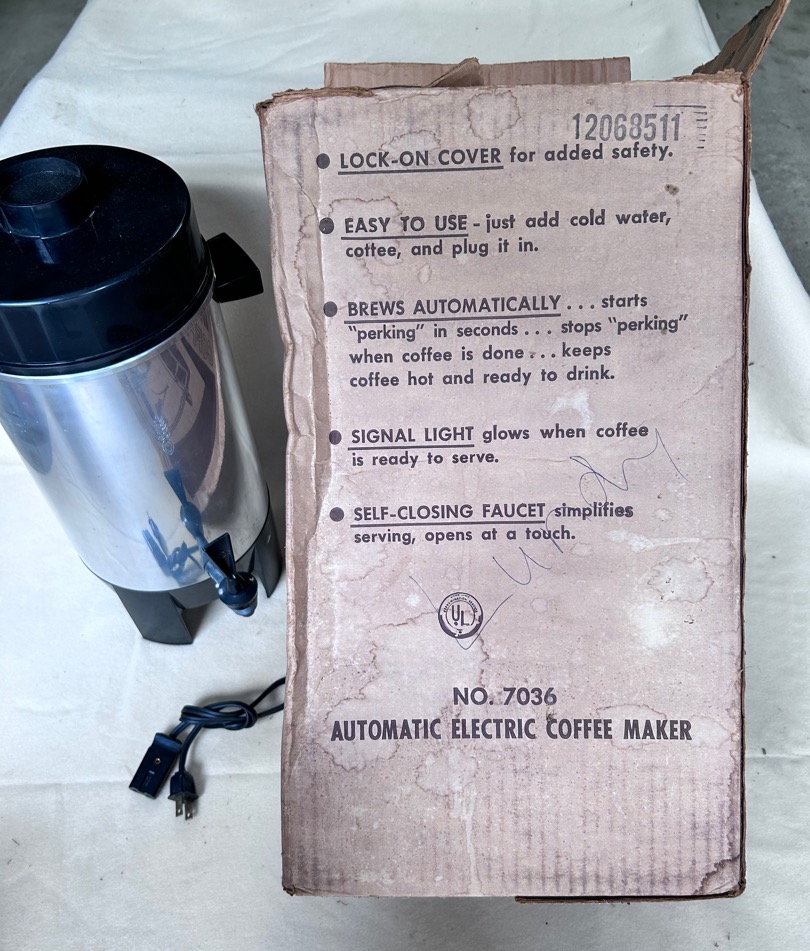 12068511
● LOCK-ON COVER for added safety.
● EASY TO USE - just add cold water,
coffee, and plug it in.
● BREWS AUTOMATICALLY . . . starts
"perking" in seconds . . . stops "perking"
when coffee is done . . . keeps
coffee hot and ready to drink.
● SIGNAL LIGHT glows when coffee
is ready to serve.
● SELF-CLOSING FAUCET simplifies
serving, opens at a touch.
UL
NO. 7036
AUTOMATIC ELECTRIC COFFEE MAKER